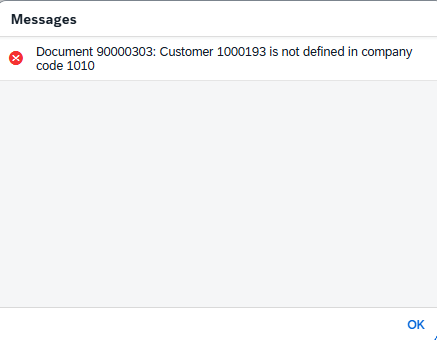 Messages
Document 90000303: Customer 1000193 is not defined in company
code 1010
OK